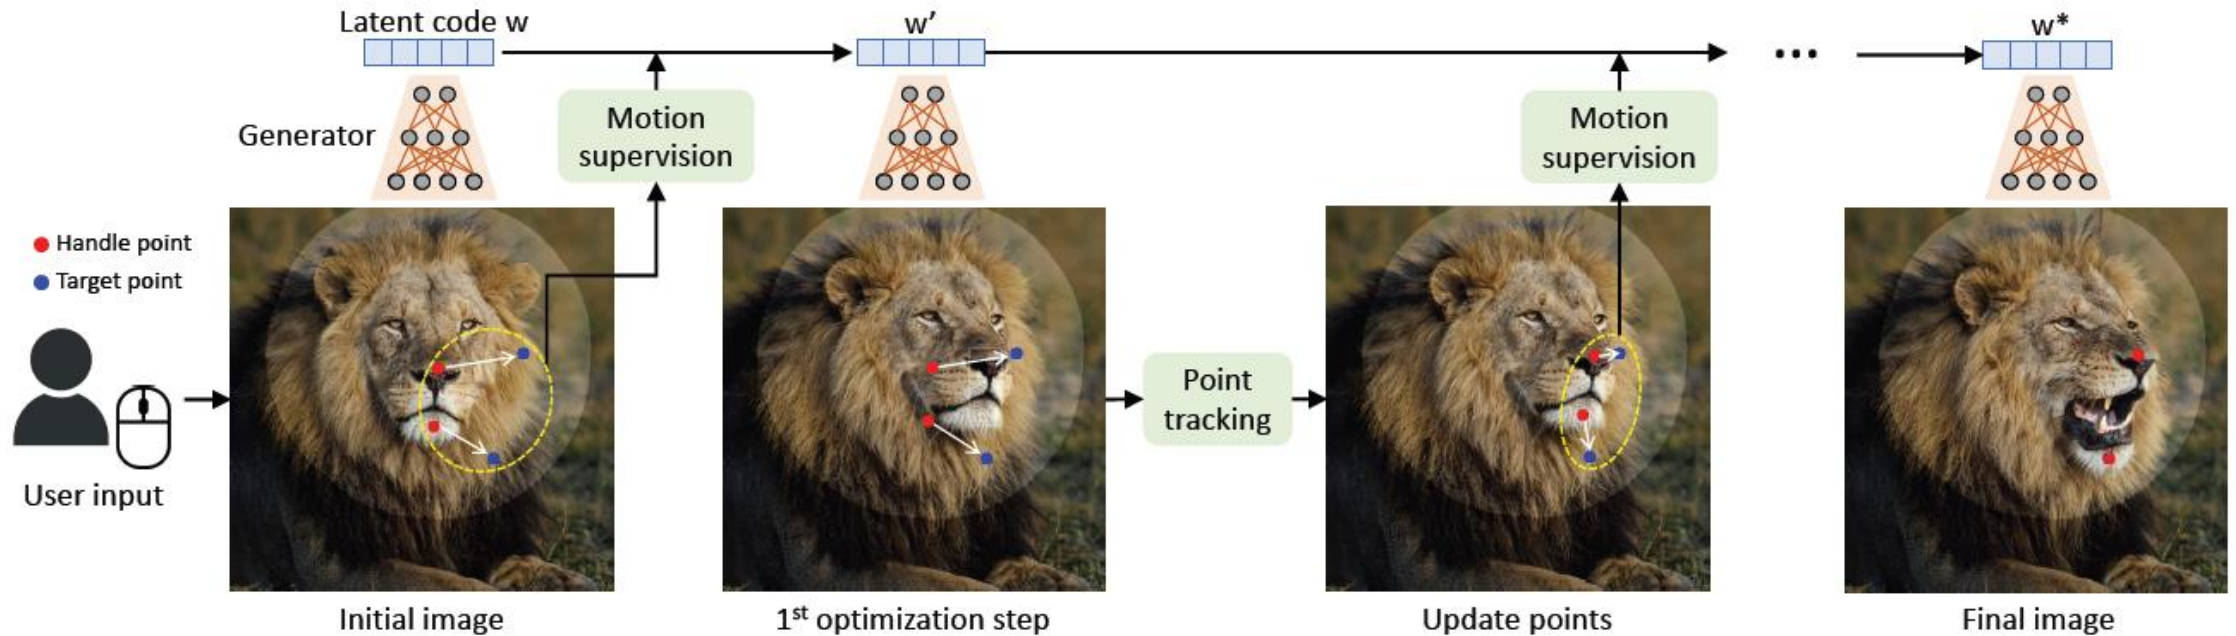 Latent code w
w’
w*
Generator
Motion
supervision
Motion
supervision
Handle point
Target point
Point
tracking
User input
Initial image
1st optimization step
Update points
Final image